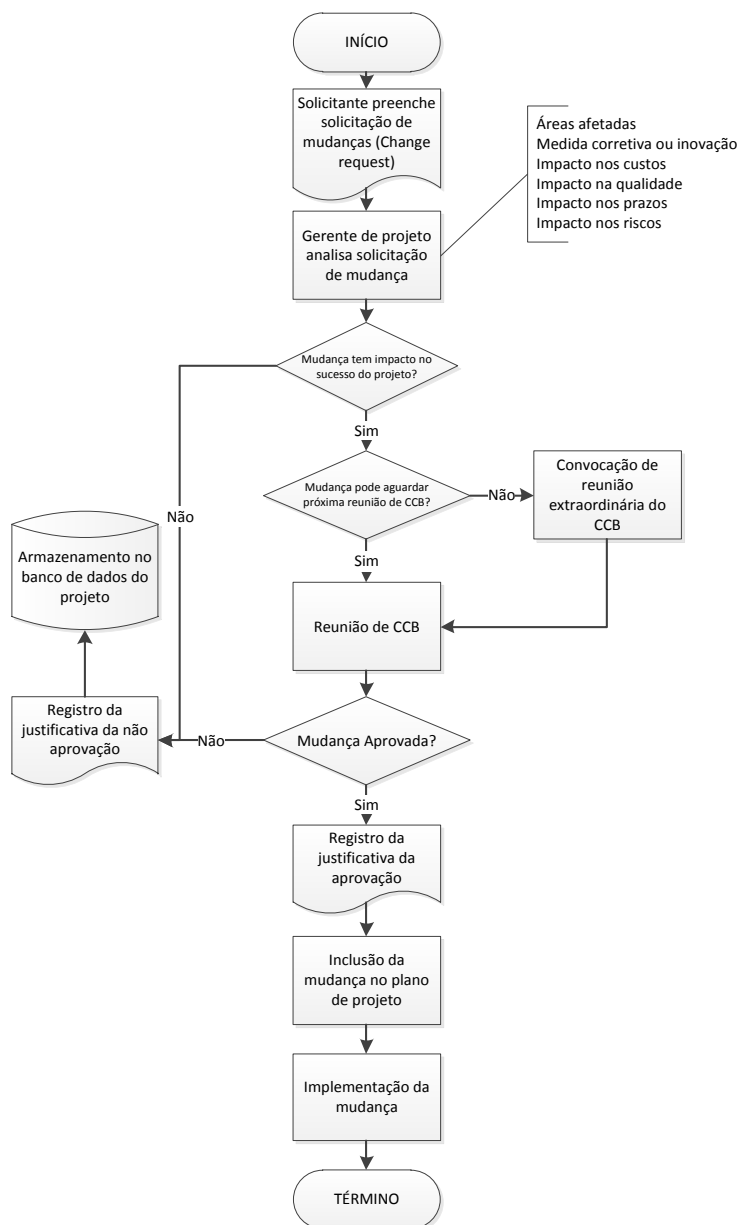 INÍCIO
Solicitante preenche
solicitação de
mudanças (Change
request)
Áreas afetadas
Medida corretiva ou inovação
Impacto nos custos
Impacto na qualidade
Impacto nos prazos
Impacto nos riscos
Gerente de projeto
analisa solicitação
de mudança
Mudança tem impacto no
sucesso do projeto?
Sim
Mudança pode aguardar
próxima reunião de CCB?
Não
Convocação de
reunião
extraordinária do
CCB
Não
Sim
Armazenamento no
banco de dados do
projeto
Reunião de CCB
Registro da
justificativa da não
aprovação
Não
Mudança Aprovada?
Sim
Registro da
justificativa da
aprovação
Inclusão da
mudança no plano
de projeto
Implementação da
mudança
TÉRMINO